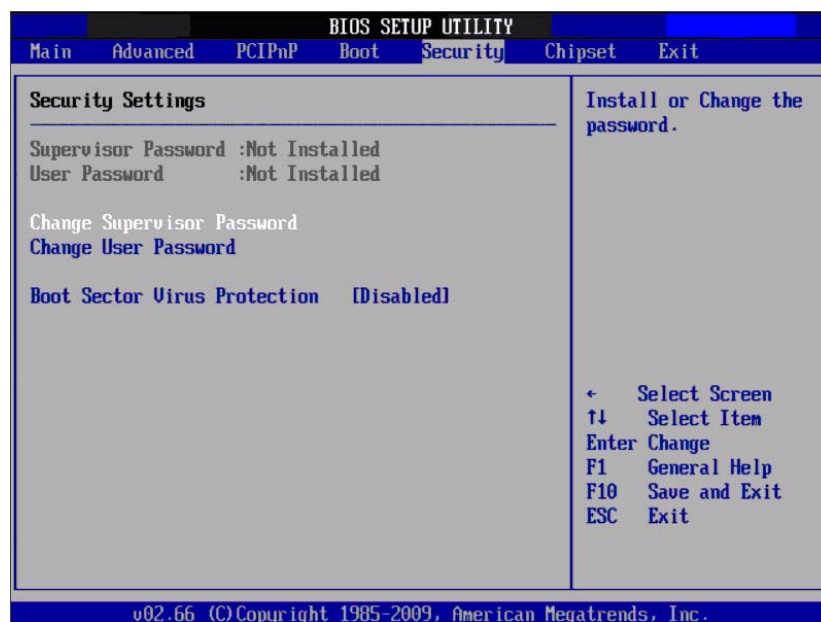 BIOS SETUP UTILITY
Main Advanced PCIPnP Boot Security Chipset Exit
Security Settings
Supervisor Password :Not Installed
User Password :Not Installed
Change Supervisor Password
Change User Password
Boot Sector Virus Protection [Disabled]
Install or Change the
password.
← Select Screen
↑↓ Select Item
Enter Change
F1 General Help
F10 Save and Exit
ESC Exit
v02.66 (C)Copyright 1985-2009, American Megatrends, Inc.